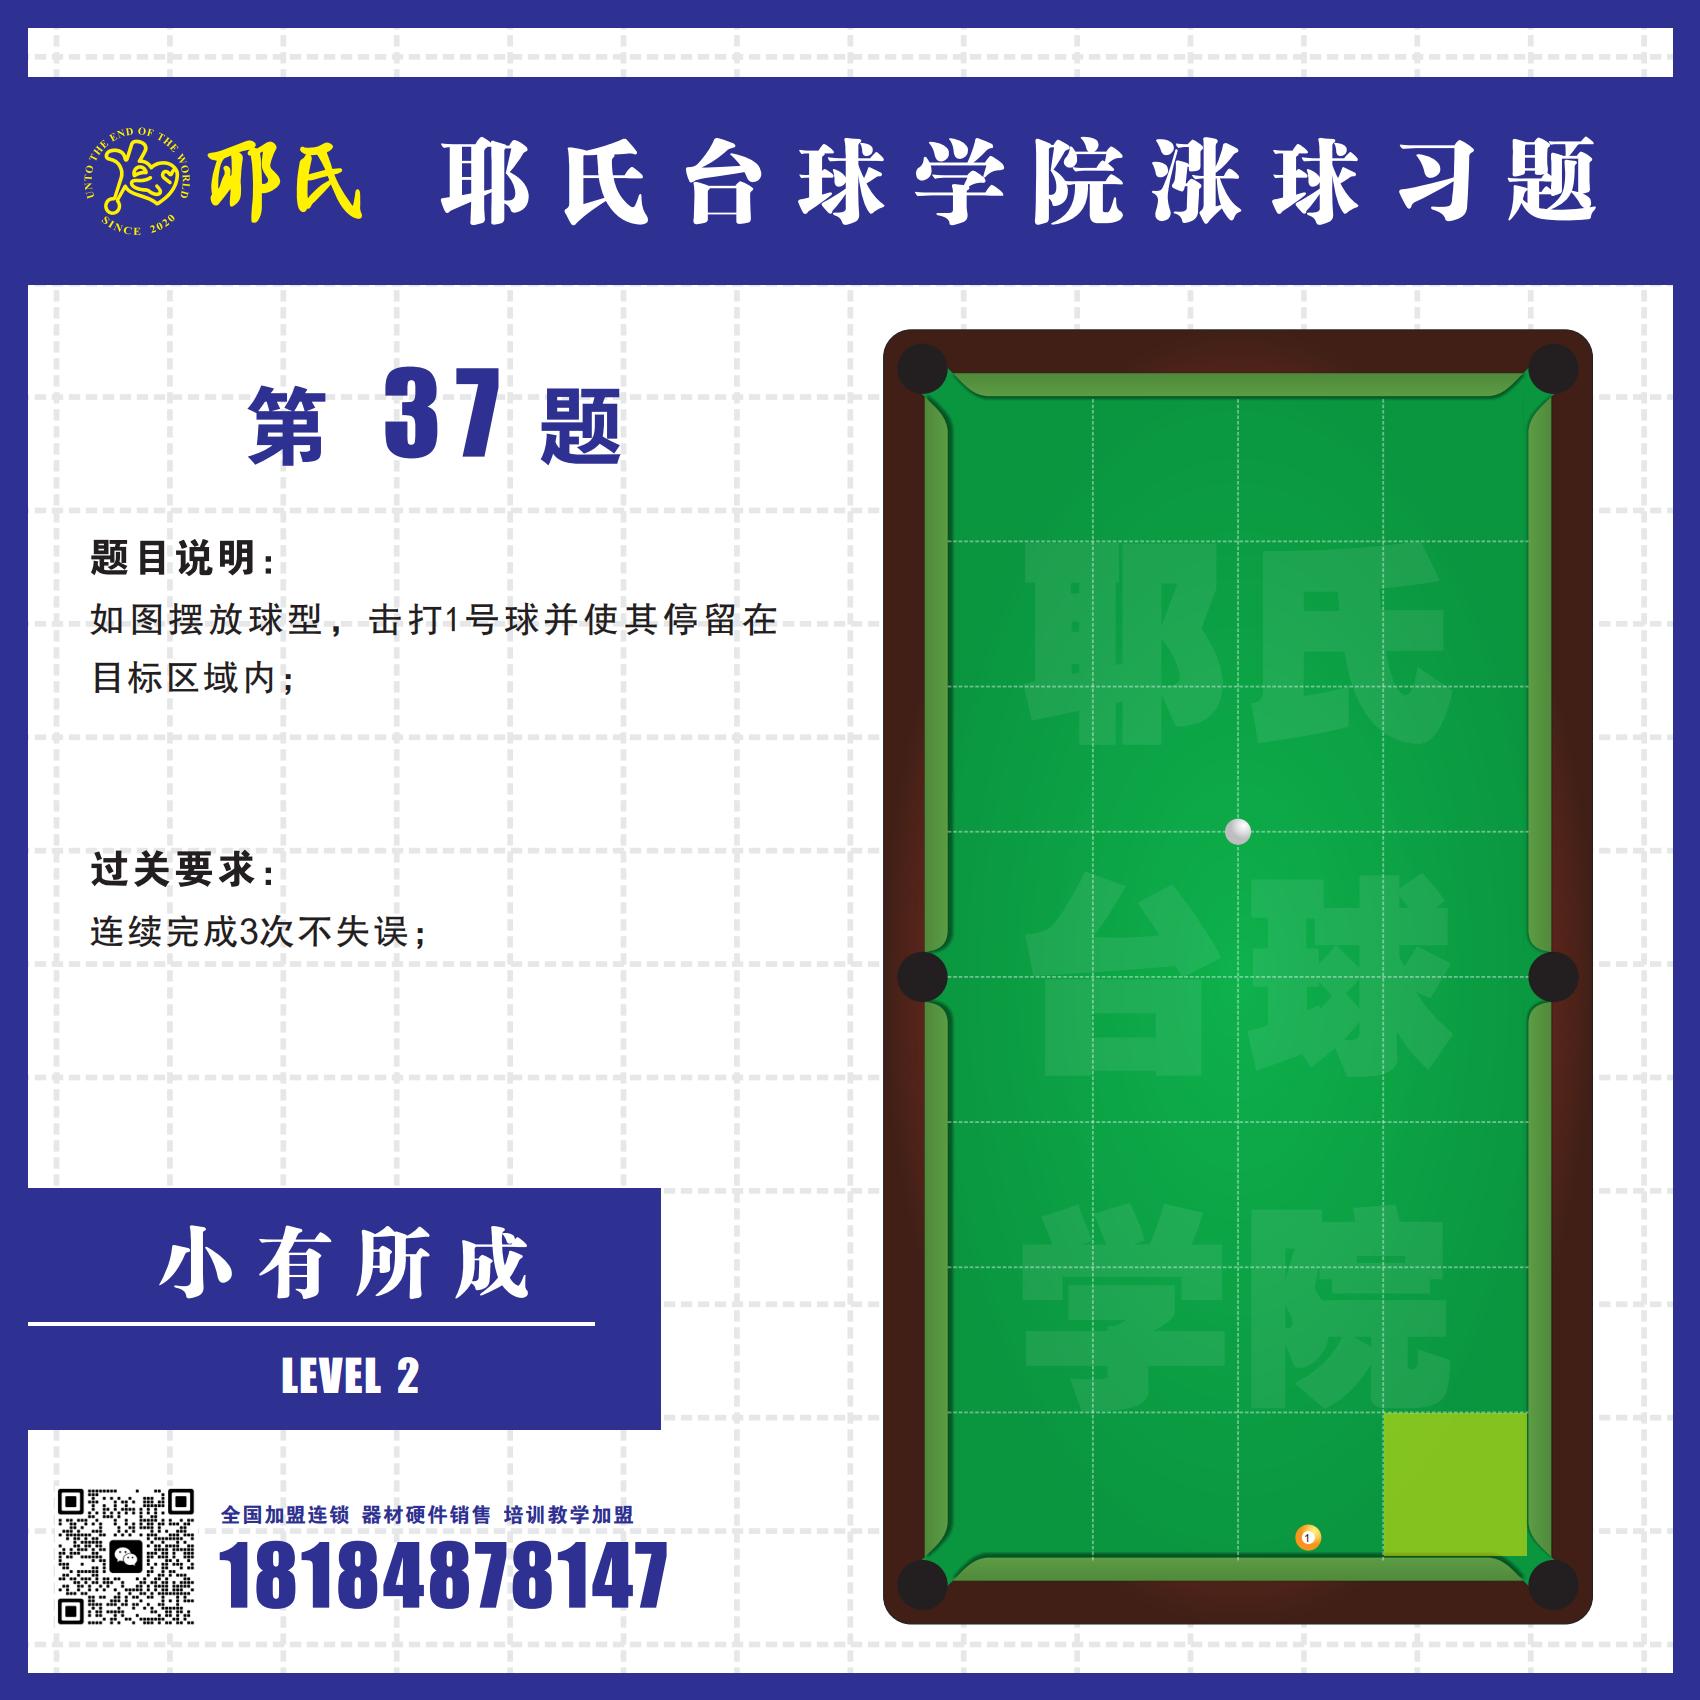 UNTO THE END OF THE WORLD
SINCE 2020
耶氏
耶氏台球学院涨球习题
第 37 题
题目说明：
如图摆放球型，击打1号球并使其停留在
目标区域内；
过关要求：
连续完成3次不失误；
耶氏
台球
学院
1
小有所成
LEVEL 2
全国加盟连锁 器材硬件销售 培训教学加盟
18184878147